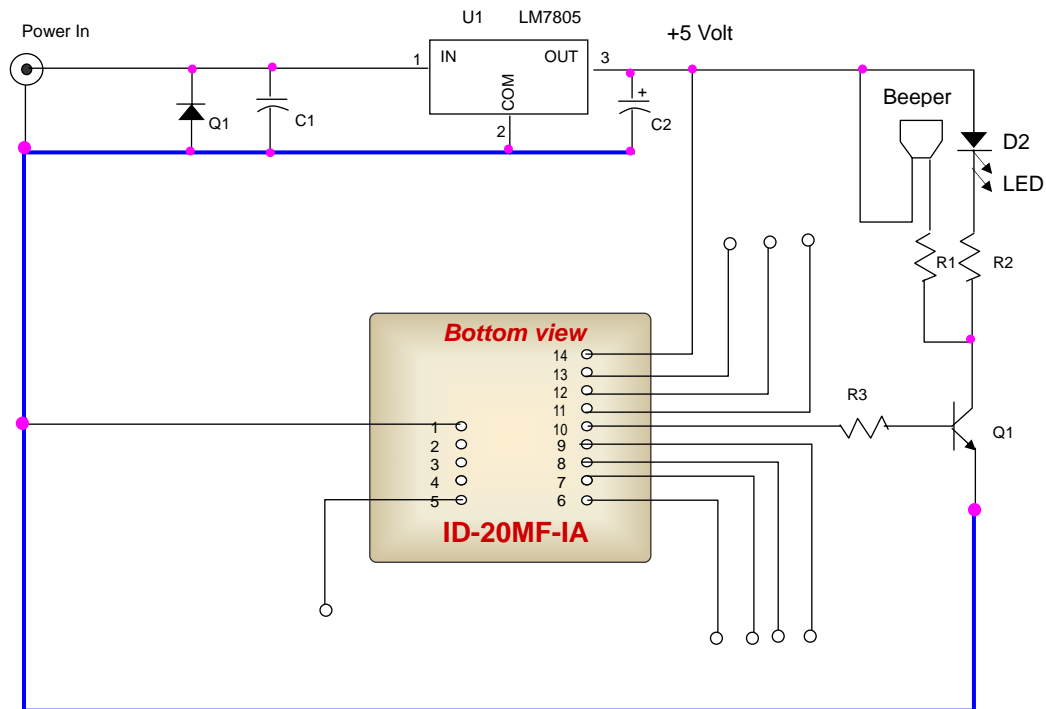 U1 LM7805
Power In
+5 Volt
1 IN OUT 3
COM
2
Q1
C1
+
C2
Beeper
D2
LED
R1
R2
Bottom view
14
13
12
11
10
9
8
7
6
1
2
3
4
5
ID-20MF-IA
R3
Q1